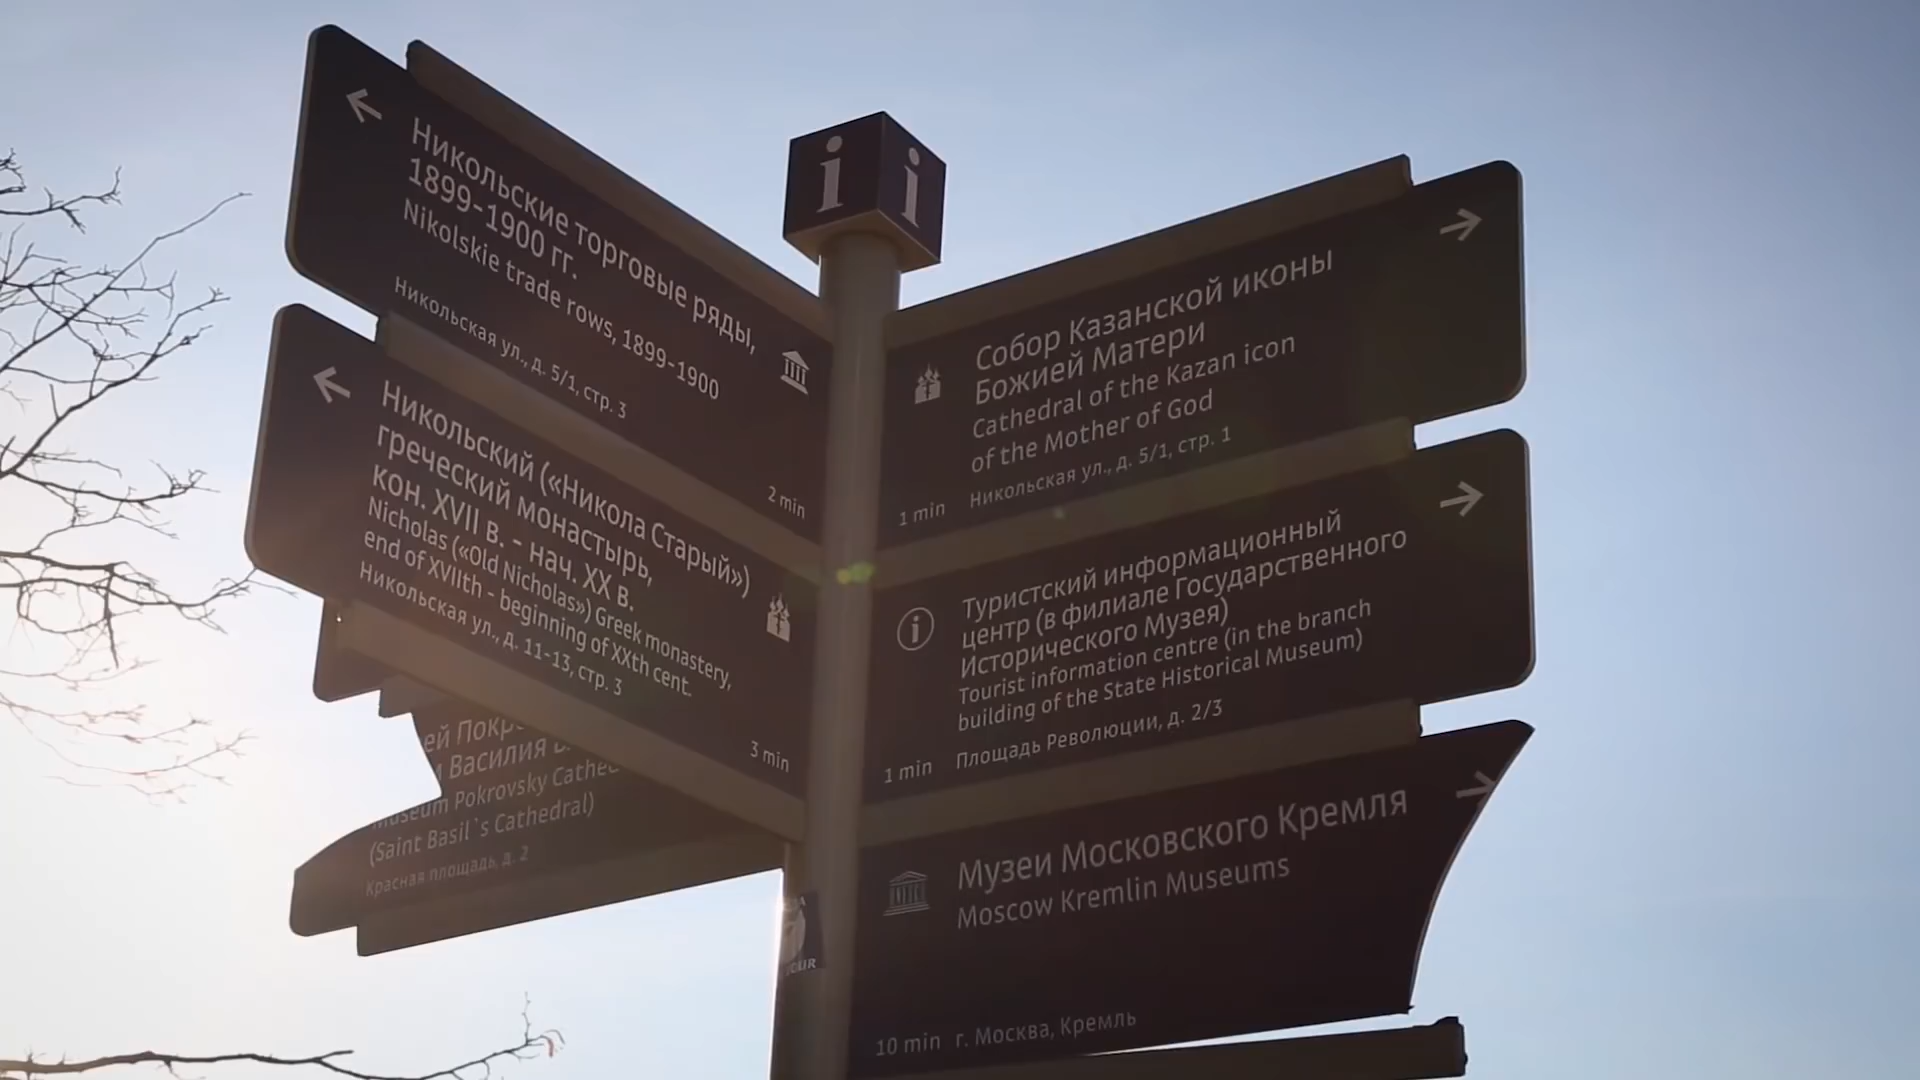 i i
Никольские торговые ряды,
1899-1900 гг.
Nikolskie trade rows, 1899-1900
Никольская ул., д. 5/1, стр. 3
2 min
Никольский («Никола Старый»)
греческий монастырь,
кон. XVII в. - нач. XX в.
Nicholas («Old Nicholas») Greek monastery,
end of XVIIth - beginning of XXth cent.
Никольская ул., д. 11-13, стр. 3
3 min
Василия
Pokrovsky
(Saint Basil`s Cathedral)
Красная площадь, д. 2
Собор Казанской иконы
Божией Матери
Cathedral of the Kazan icon
of the Mother of God
1 min Никольская ул., д. 5/1, стр. 1
i
Туристский информационный
центр (в филиале Государственного
Исторического Музея)
Tourist information centre (in the branch
building of the State Historical Museum)
1 min Площадь Революции, д. 2/3
Музеи Московского Кремля
Moscow Kremlin Museums
UNESCO
10 min г. Москва, Кремль